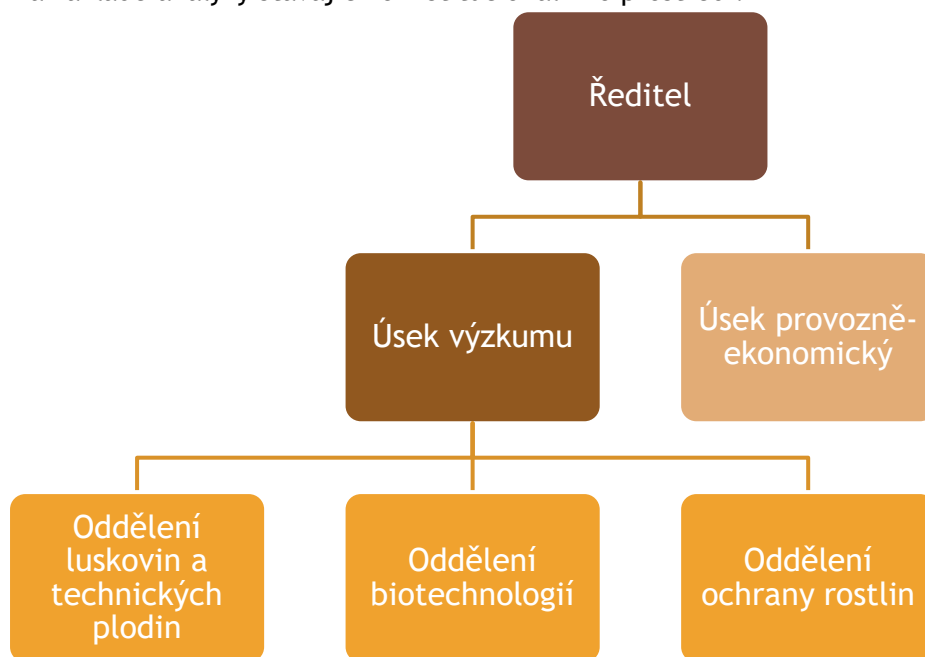 Ředitel
Úsek výzkumu
Úsek provozně-
ekonomický
Oddělení
luskovin a
technických
plodin
Oddělení
biotechnologií
Oddělení
ochrany rostlin